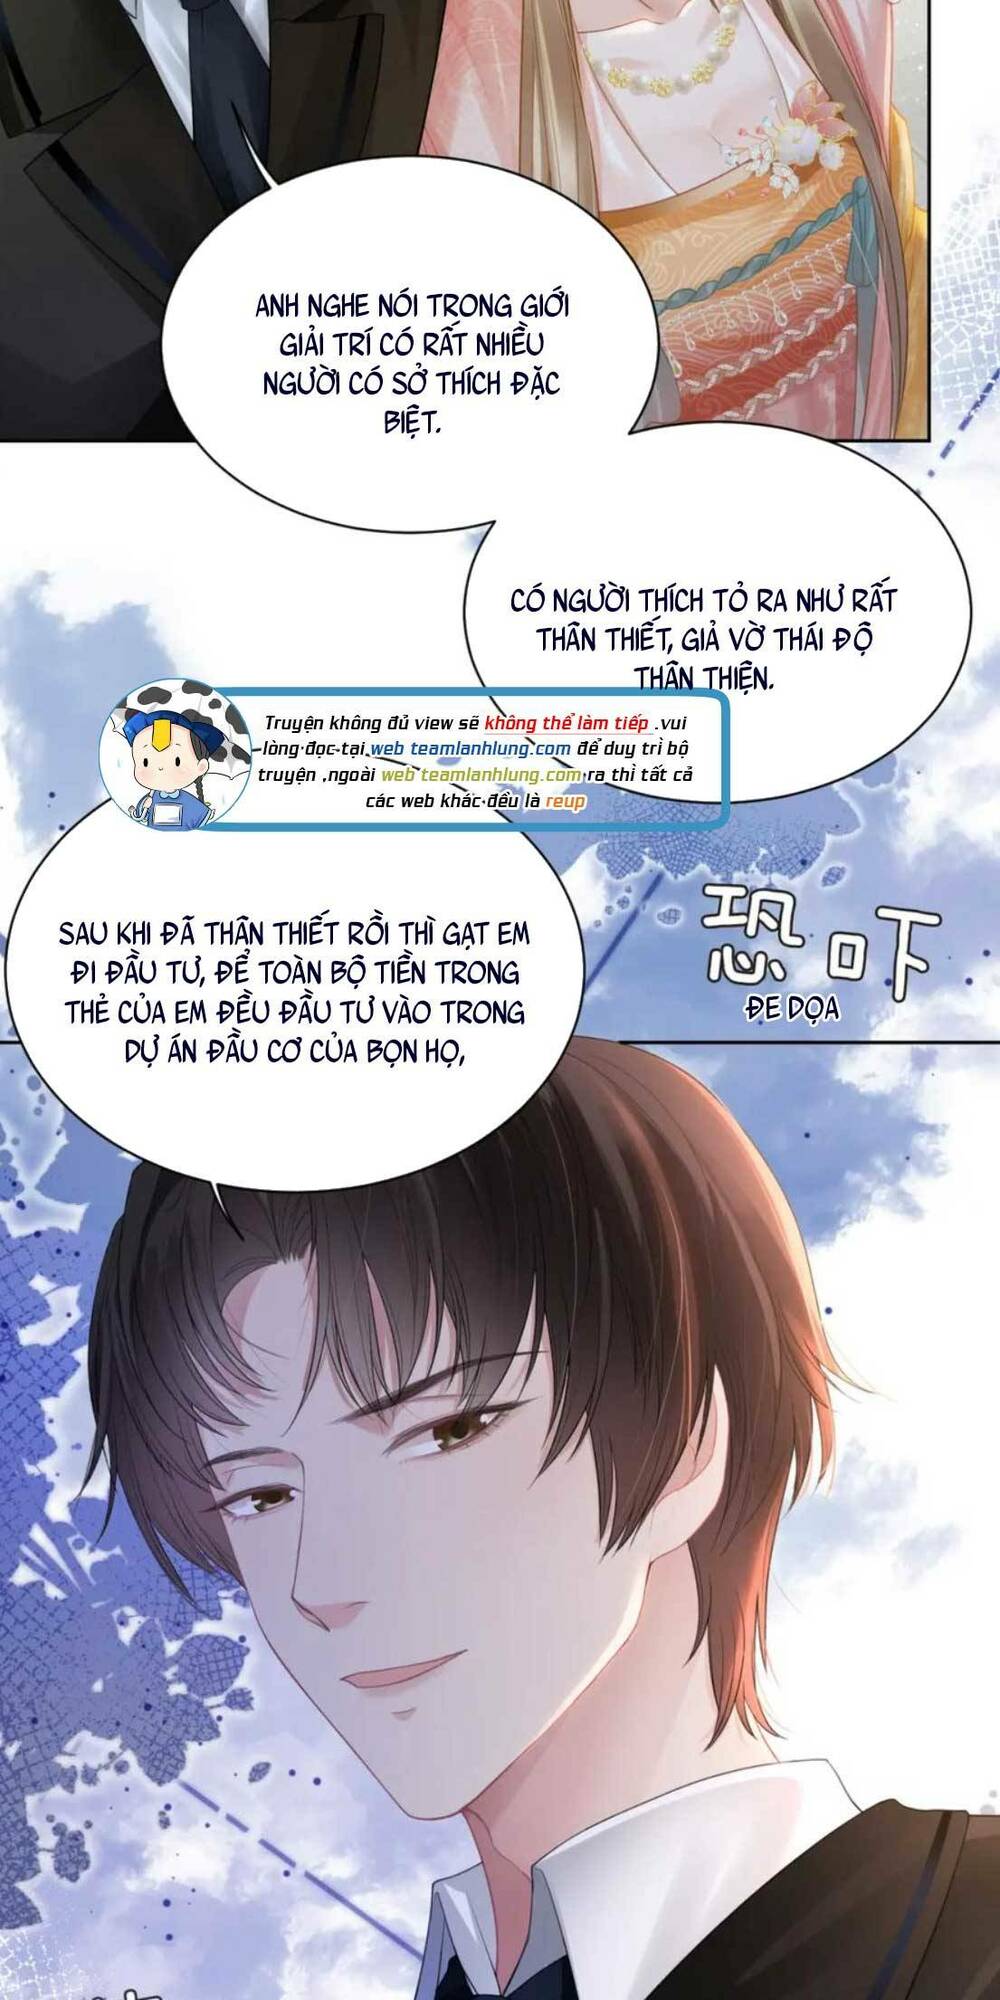 ANH NGHE NÓI TRONG GIỚI
GIẢI TRÍ CÓ RẤT NHIỀU
NGƯỜI CÓ SỞ THÍCH ĐẶC
BIỆT.
CÓ NGƯỜI THÍCH TỎ RA NHƯ RẤT
THÂN THIẾT, GIẢ VỜ THÁI ĐỘ
THÂN THIỆN.
Truyện không đủ view sẽ không thể làm tiếp .vui
lòng đọc tại web teamlanhlung.com để duy trì bộ
truyện ,ngoài web teamlanhlung.com ra thì tất cả
các web khác đều là reup
恐吓
ĐE DỌA
SAU KHI ĐÃ THÂN THIẾT RỒI THÌ GẠT EM
ĐI ĐẦU TƯ, ĐỂ TOÀN BỘ TIỀN TRONG
THẺ CỦA EM ĐỀU ĐẦU TƯ VÀO TRONG
DỰ ÁN ĐẦU CƠ CỦA BỌN HỌ,